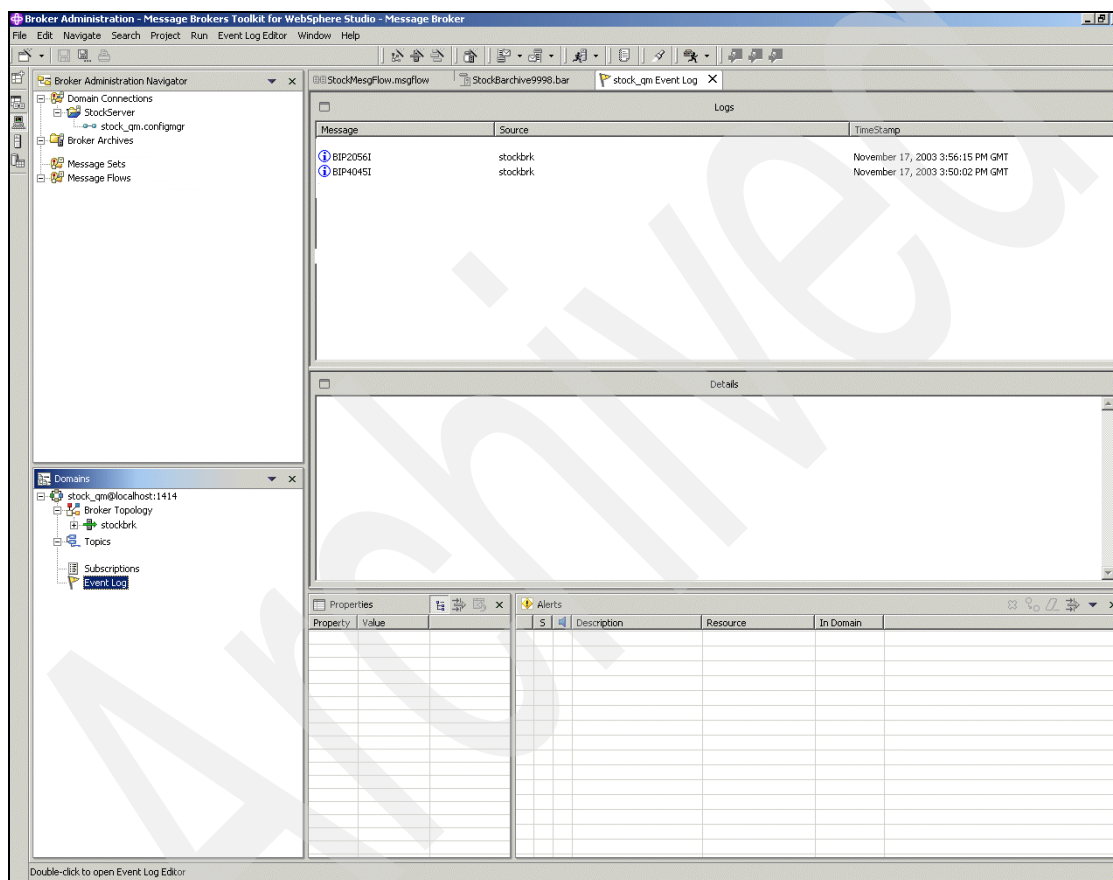 Broker Administration - Message Brokers Toolkit for WebSphere Studio - Message Broker
File Edit Navigate Search Project Run Event Log Editor Window Help
Broker Administration Navigator
Domain Connections
StockServer
stock_qm.configmgr
Broker Archives
Message Sets
Message Flows
StockMesgFlow.msgflow StockBarchive9998.bar stock_qm Event Log
Logs
Message Source TimeStamp
BIP2056I stockbrk November 17, 2003 3:56:15 PM GMT
BIP4045I stockbrk November 17, 2003 3:50:02 PM GMT
Details
Domains
stock_qm@localhost:1414
Broker Topology
stockbrk
Topics
Subscriptions
Event Log
Properties
Property Value
Alerts
S Description Resource In Domain
Double-click to open Event Log Editor
Archived